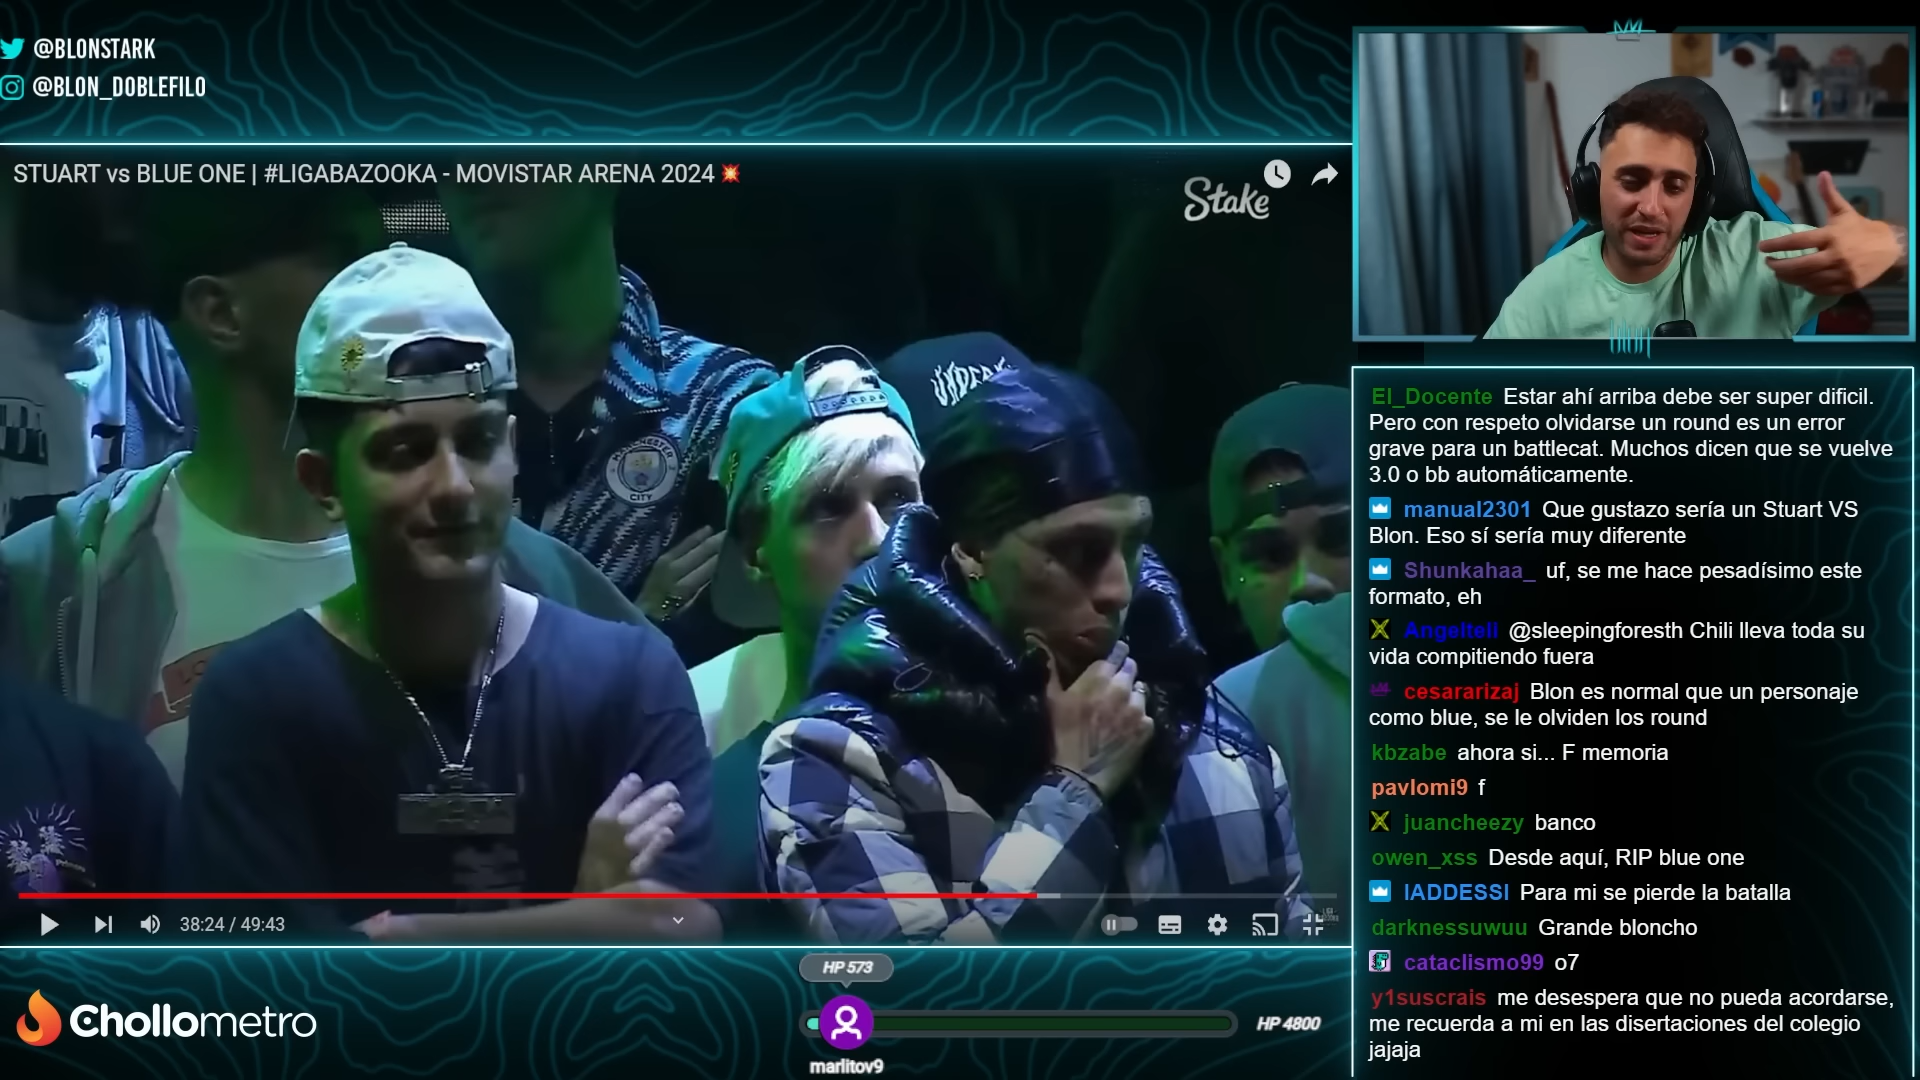 @BLONSTARK
@BLON_DOBLEFILO
STUART vs BLUE ONE | #LIGABAZOOKA - MOVISTAR ARENA 2024 💥
Stake
MANCHESTER
CITY
38:24 / 49:43
HP 573
Chollometro
HP 4800
marlitov9
El_Docente Estar ahí arriba debe ser super dificil.
Pero con respeto olvidarse un round es un error
grave para un battlecat. Muchos dicen que se vuelve
3.0 o bb automáticamente.
manual2301 Que gustazo sería un Stuart VS
Blon. Eso sí sería muy diferente
Shunkahaa_ uf, se me hace pesadísimo este
formato, eh
Angelteli @sleepingforesth Chili lleva toda su
vida compitiendo fuera
cesararizaj Blon es normal que un personaje
como blue, se le olviden los round
kbzabe ahora si... F memoria
pavlomi9 f
juancheezy banco
owen_xss Desde aquí, RIP blue one
IADDESSI Para mi se pierde la batalla
darknessuwuu Grande bloncho
cataclismo99 o7
y1suscrais me desespera que no pueda acordarse,
me recuerda a mi en las disertaciones del colegio
jajaja